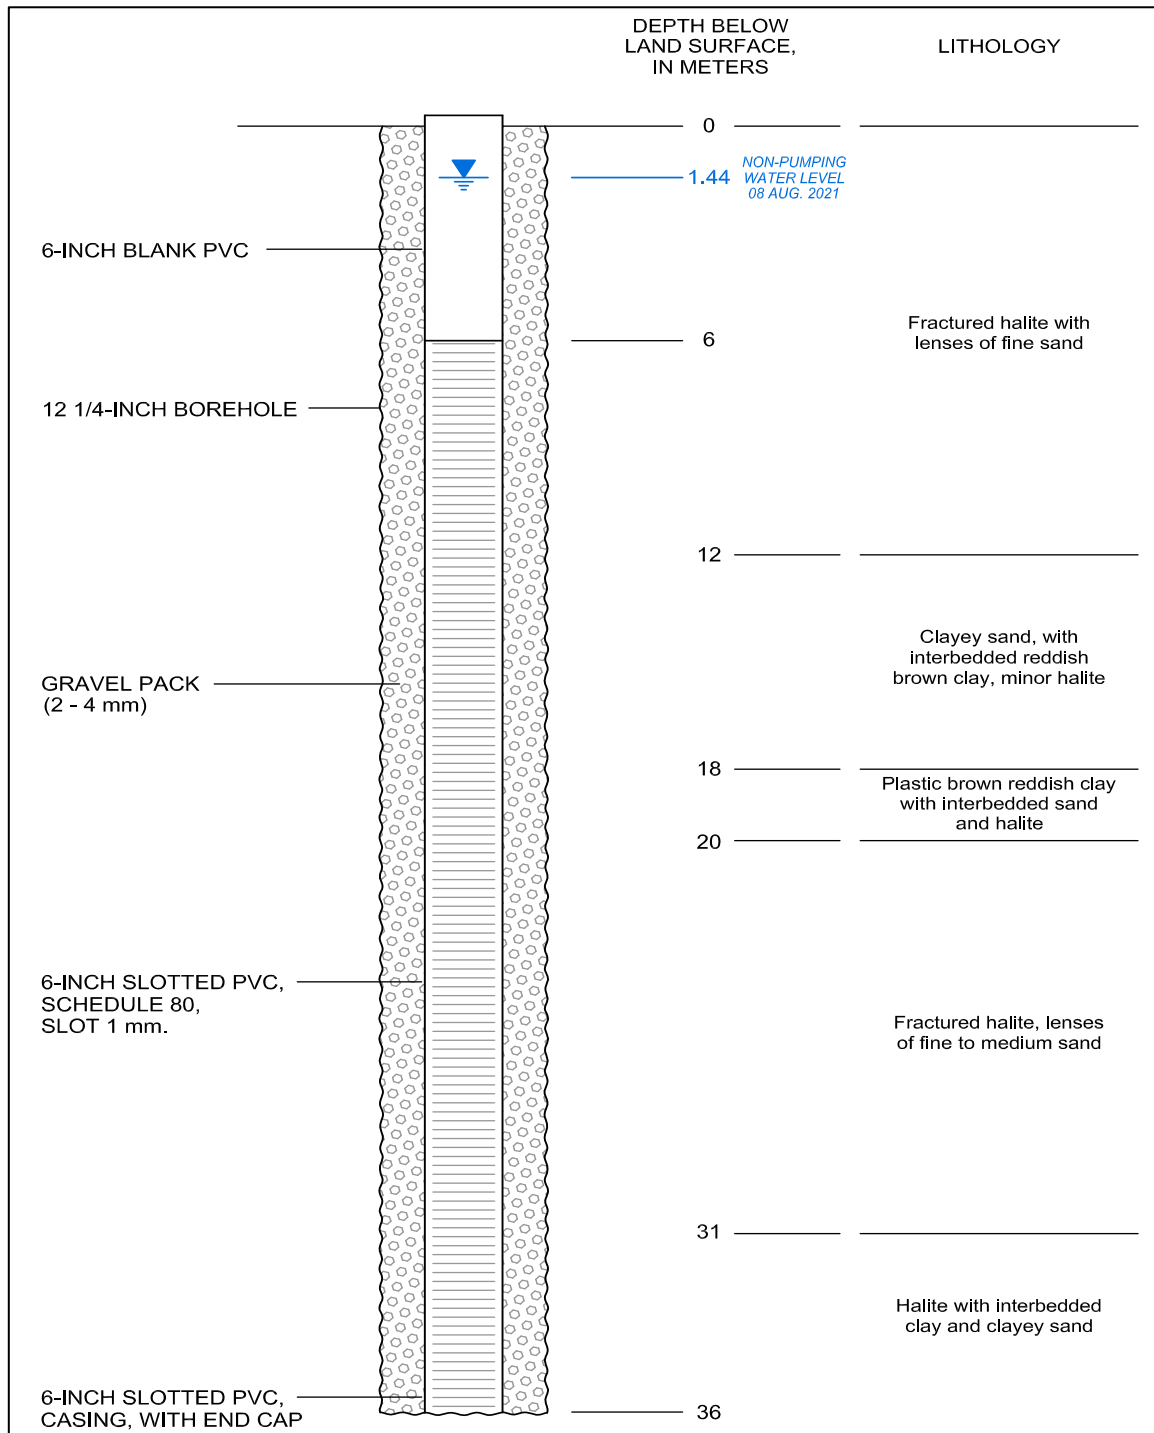 DEPTH BELOW
LAND SURFACE,
IN METERS
LITHOLOGY
0
1.44
NON-PUMPING
WATER LEVEL
08 AUG. 2021
6-INCH BLANK PVC
6
Fractured halite with
lenses of fine sand
12 1/4-INCH BOREHOLE
12
Clayey sand, with
interbedded reddish
brown clay, minor halite
GRAVEL PACK
(2 - 4 mm)
18
Plastic brown reddish clay
with interbedded sand
and halite
20
6-INCH SLOTTED PVC,
SCHEDULE 80,
SLOT 1 mm.
Fractured halite, lenses
of fine to medium sand
31
Halite with interbedded
clay and clayey sand
6-INCH SLOTTED PVC,
CASING, WITH END CAP
36